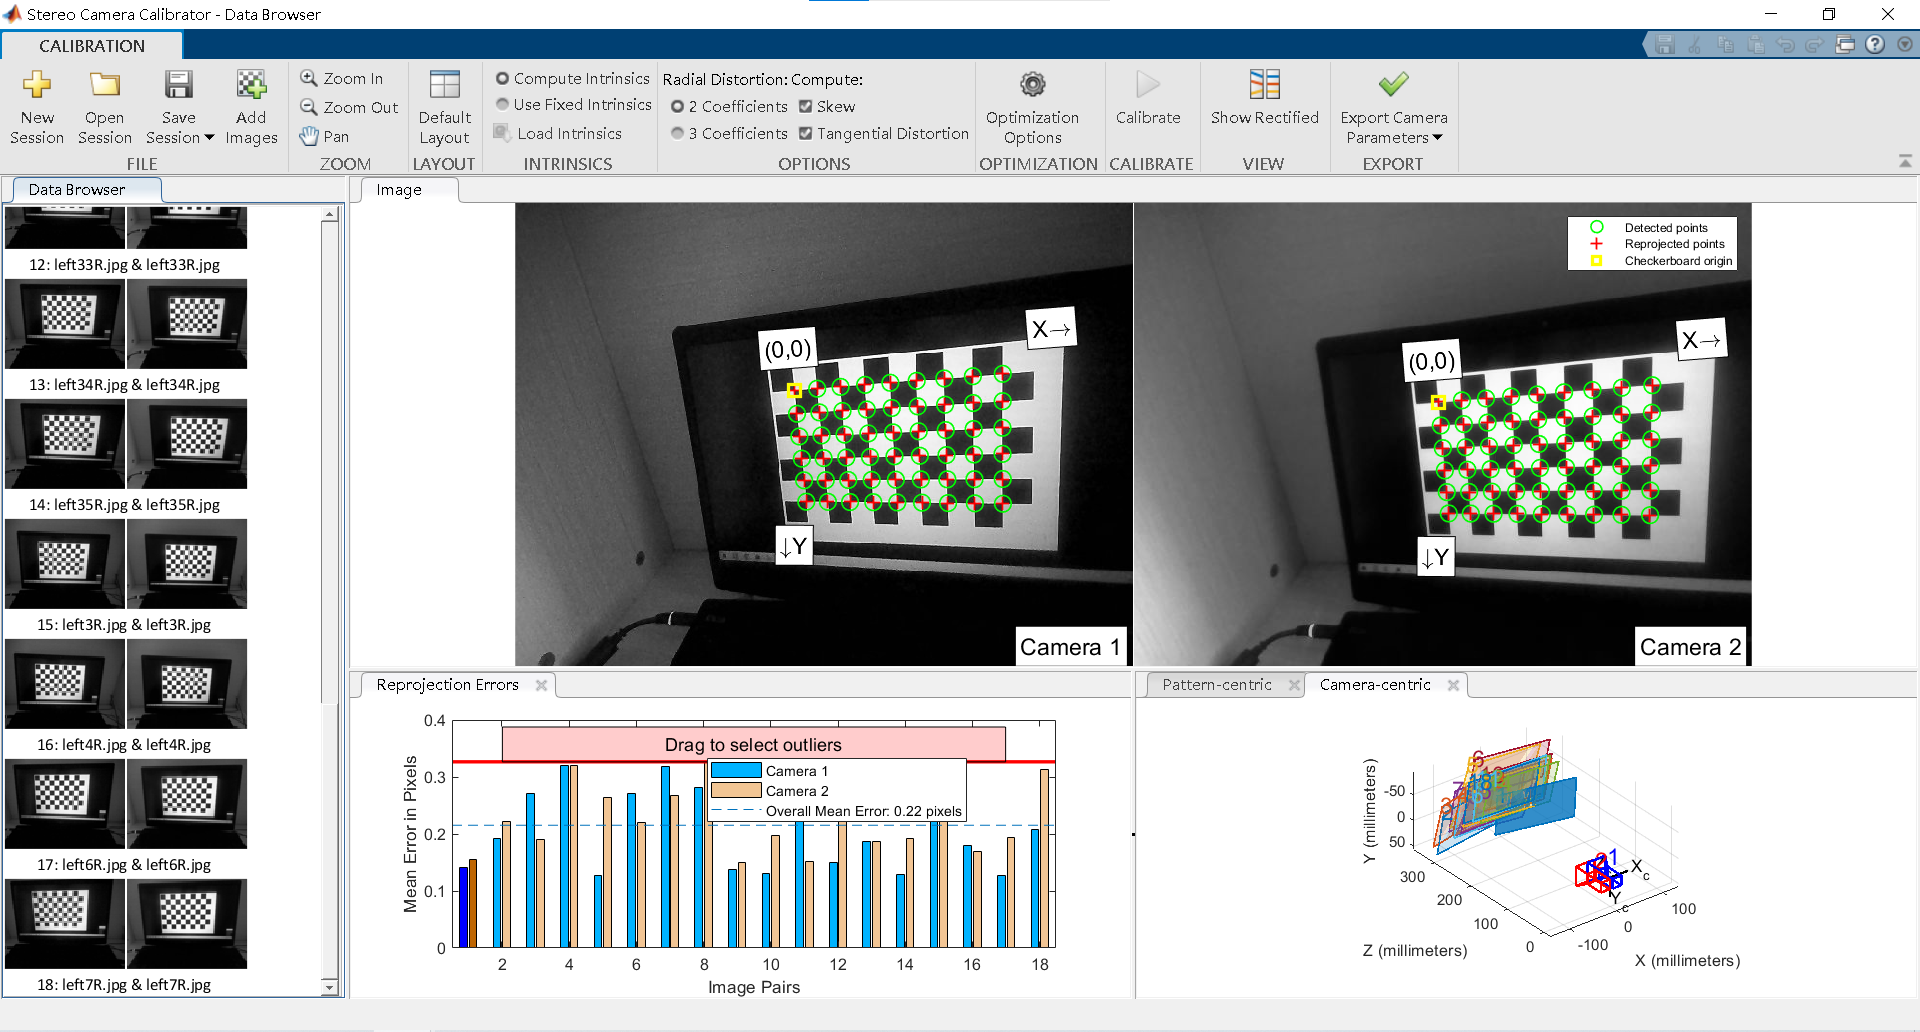 Stereo Camera Calibrator - Data Browser
CALIBRATION
New Session
Open Session
Save Session
Add Images
FILE
Zoom In
Zoom Out
Pan
ZOOM
Default Layout
LAYOUT
Compute Intrinsics
Use Fixed Intrinsics
Load Intrinsics
INTRINSICS
Radial Distortion: Compute:
2 Coefficients Skew
3 Coefficients Tangential Distortion
OPTIONS
Optimization Options
OPTIMIZATION
Calibrate
CALIBRATE
Show Rectified
VIEW
Export Camera Parameters
EXPORT
Data Browser
12: left33R.jpg & left33R.jpg
13: left34R.jpg & left34R.jpg
14: left35R.jpg & left35R.jpg
15: left3R.jpg & left3R.jpg
16: left4R.jpg & left4R.jpg
17: left6R.jpg & left6R.jpg
18: left7R.jpg & left7R.jpg
Image
(0,0)
X→
↓Y
Camera 1
Detected points
Reprojected points
Checkerboard origin
(0,0)
X→
↓Y
Camera 2
Reprojection Errors
Mean Error in Pixels
0.4
0.3
0.2
0.1
0
Drag to select outliers
Camera 1
Camera 2
Overall Mean Error: 0.22 pixels
2 4 6 8 10 12 14 16 18
Image Pairs
Pattern-centric
Camera-centric
Y (millimeters)
-50
0
50
300
200
100
0
Z (millimeters)
-100
0
100
X (millimeters)
Xc
Yc